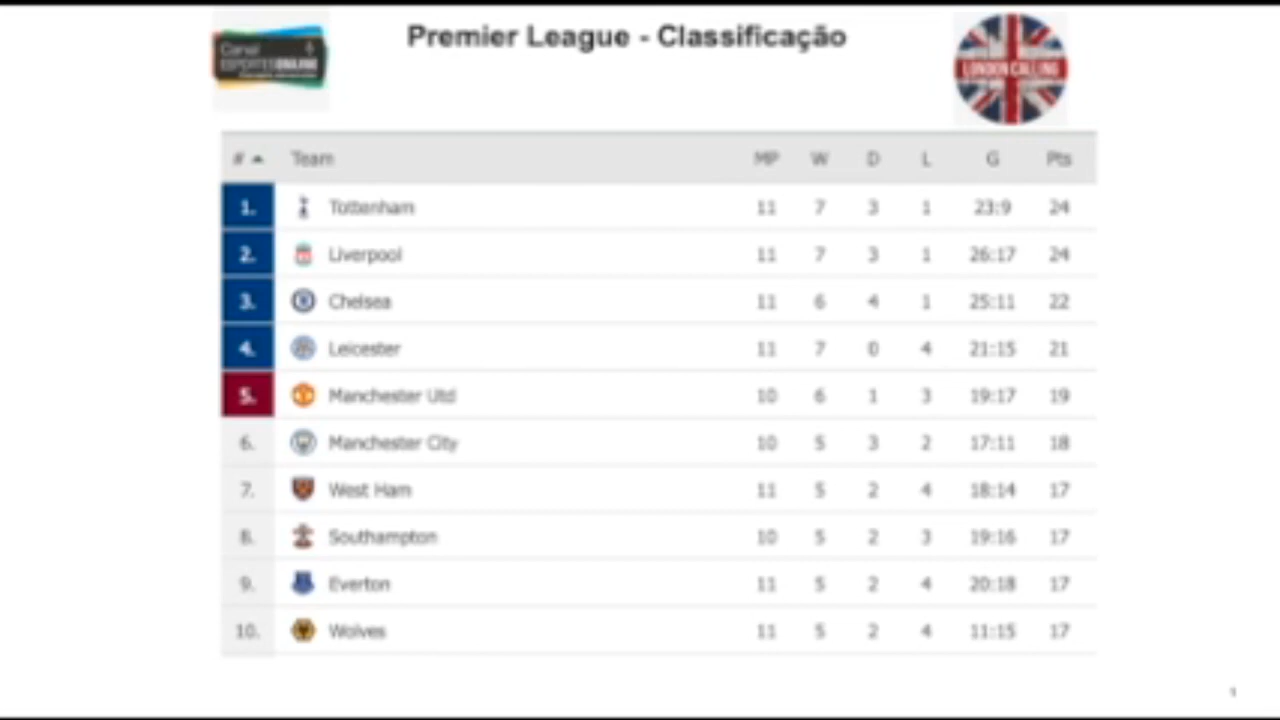 Premier League - Classificação
Canal
ESPORTES ONLINE
LONDON CALLING
# Team MP W D L G Pts
1. Tottenham 11 7 3 1 23:9 24
2. Liverpool 11 7 3 1 26:17 24
3. Chelsea 11 6 4 1 25:11 22
4. Leicester 11 7 0 4 21:15 21
5. Manchester Utd 10 6 1 3 19:17 19
6. Manchester City 10 5 3 2 17:11 18
7. West Ham 11 5 2 4 18:14 17
8. Southampton 10 5 2 3 19:16 17
9. Everton 11 5 2 4 20:18 17
10. Wolves 11 5 2 4 11:15 17
1